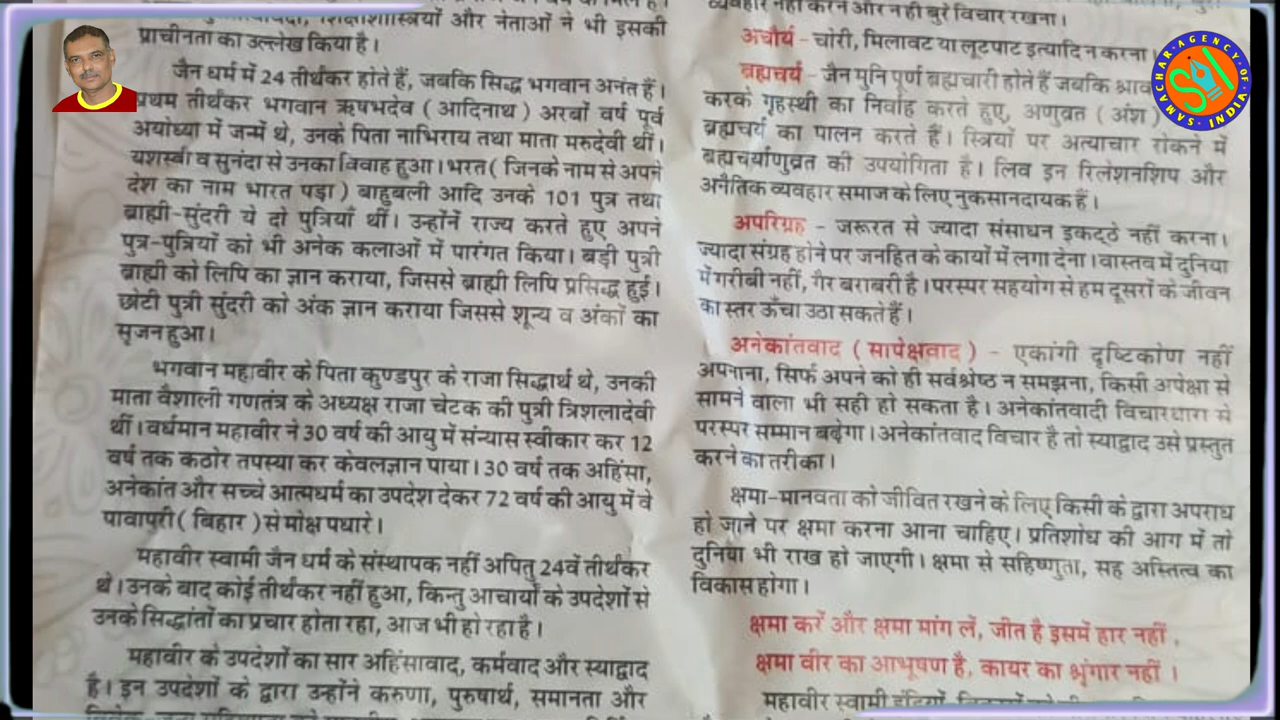 शिक्षाशास्त्रियों और नेताओं ने भी इसकी
प्राचीनता का उल्लेख किया है।
जैन धर्म में 24 तीर्थंकर होते हैं, जबकि सिद्ध भगवान अनंत हैं।
प्रथम तीर्थंकर भगवान ऋषभदेव ( आदिनाथ ) अरबों वर्ष पूर्व
अयोध्या में जन्में थे, उनके पिता नाभिराय तथा माता मरुदेवी थीं।
यशस्वी व सुनंदा से उनका विवाह हुआ। भरत ( जिनके नाम से अपने
देश का नाम भारत पड़ा ) बाहुबली आदि उनके 101 पुत्र तथा
ब्राह्मी-सुंदरी ये दो पुत्रियाँ थीं। उन्होंनें राज्य करते हुए अपने
पुत्र-पुत्रियों को भी अनेक कलाओं में पारंगत किया। बड़ी पुत्री
ब्राह्मी को लिपि का ज्ञान कराया, जिससे ब्राह्मी लिपि प्रसिद्ध हुई।
छोटी पुत्री सुंदरी को अंक ज्ञान कराया जिससे शून्य व अंकों का
सृजन हुआ।
भगवान महावीर के पिता कुण्डपुर के राजा सिद्धार्थ थे, उनकी
माता वैशाली गणतंत्र के अध्यक्ष राजा चेटक की पुत्री त्रिशलादेवी
थीं। वर्धमान महावीर ने 30 वर्ष की आयु में संन्यास स्वीकार कर 12
वर्ष तक कठोर तपस्या कर केवलज्ञान पाया। 30 वर्ष तक अहिंसा,
अनेकांत और सच्चे आत्मधर्म का उपदेश देकर 72 वर्ष की आयु में वे
पावापुरी ( बिहार ) से मोक्ष पधारे।
महावीर स्वामी जैन धर्म के संस्थापक नहीं अपितु 24वें तीर्थंकर
थे। उनके बाद कोई तीर्थंकर नहीं हुआ, किन्तु आचार्यों के उपदेशों से
उनके सिद्धांतों का प्रचार होता रहा, आज भी हो रहा है।
महावीर के उपदेशों का सार अहिंसावाद, कर्मवाद और स्याद्वाद
है। इन उपदेशों के द्वारा उन्होंने करुणा, पुरुषार्थ, समानता और
व्यवहार नहीं करने और न ही बुरे विचार रखना।
अचौर्य - चोरी, मिलावट या लूटपाट इत्यादि न करना।
ब्रह्मचर्य - जैन मुनि पूर्ण ब्रह्मचारी होते हैं जबकि
करके गृहस्थी का निर्वाह करते हुए, अणुव्रत ( अंश )
ब्रह्मचर्य का पालन करते हैं। स्त्रियों पर अत्याचार रोकने में
ब्रह्मचर्याणुव्रत की उपयोगिता है। लिव इन रिलेशनशिप और
अनैतिक व्यवहार समाज के लिए नुकसानदायक हैं।
अपरिग्रह - जरूरत से ज्यादा संसाधन इकट्ठे नहीं करना।
ज्यादा संग्रह होने पर जनहित के कार्यों में लगा देना। वास्तव में दुनिया
में गरीबी नहीं, गैर बराबरी है। परस्पर सहयोग से हम दूसरों के जीवन
का स्तर ऊँचा उठा सकते हैं।
अनेकांतवाद ( सापेक्षवाद ) - एकांगी दृष्टिकोण नहीं
अपनाना, सिर्फ अपने को ही सर्वश्रेष्ठ न समझना, किसी अपेक्षा से
सामने वाला भी सही हो सकता है। अनेकांतवादी विचारधारा से
परस्पर सम्मान बढ़ेगा। अनेकांतवाद विचार है तो स्याद्वाद उसे प्रस्तुत
करने का तरीका।
क्षमा-मानवता को जीवित रखने के लिए किसी के द्वारा अपराध
हो जाने पर क्षमा करना आना चाहिए। प्रतिशोध की आग में तो
दुनिया भी राख हो जाएगी। क्षमा से सहिष्णुता, सह अस्तित्व का
विकास होगा।
क्षमा करें और क्षमा मांग लें, जीत है इसमें हार नहीं .
क्षमा वीर का आभूषण है, कायर का श्रृंगार नहीं ।
महावीर स्वामी
SAMACHAR AGENCY OF INDIA